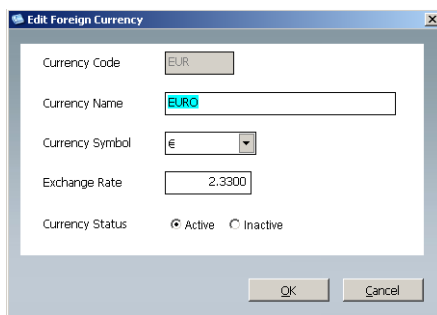 Edit Foreign Currency
Currency Code EUR
Currency Name EURO
Currency Symbol €
Exchange Rate 2.3300
Currency Status Active Inactive
OK Cancel